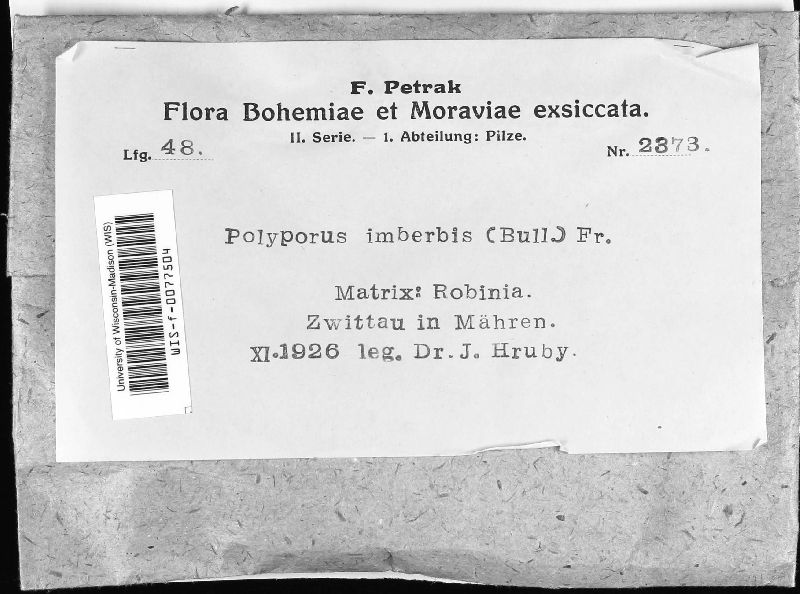 F. Petrak
Flora Bohemiae et Moraviae exsiccata.
II. Serie. — 1. Abteilung: Pilze.
Lfg. 48.
Nr. 2373.
Polyporus imberbis (Bull.) Fr.
Matrix: Robinia.
Zwittau in Mähren.
XI.1926 leg. Dr. J. Hruby.
University of Wisconsin-Madison (WIS)
WIS-f-0077504